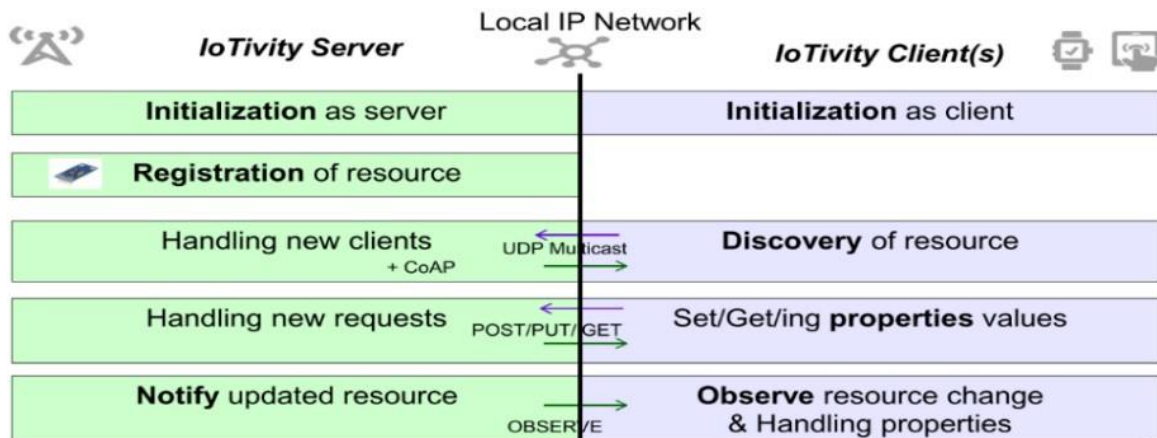 Local IP Network
IoTivity Server
IoTivity Client(s)
Initialization as server
Initialization as client
Registration of resource
Handling new clients
+ CoAP
UDP Multicast
Discovery of resource
Handling new requests
POST/PUT/ GET
Set/Get/ing properties values
Notify updated resource
OBSERVE
Observe resource change
& Handling properties